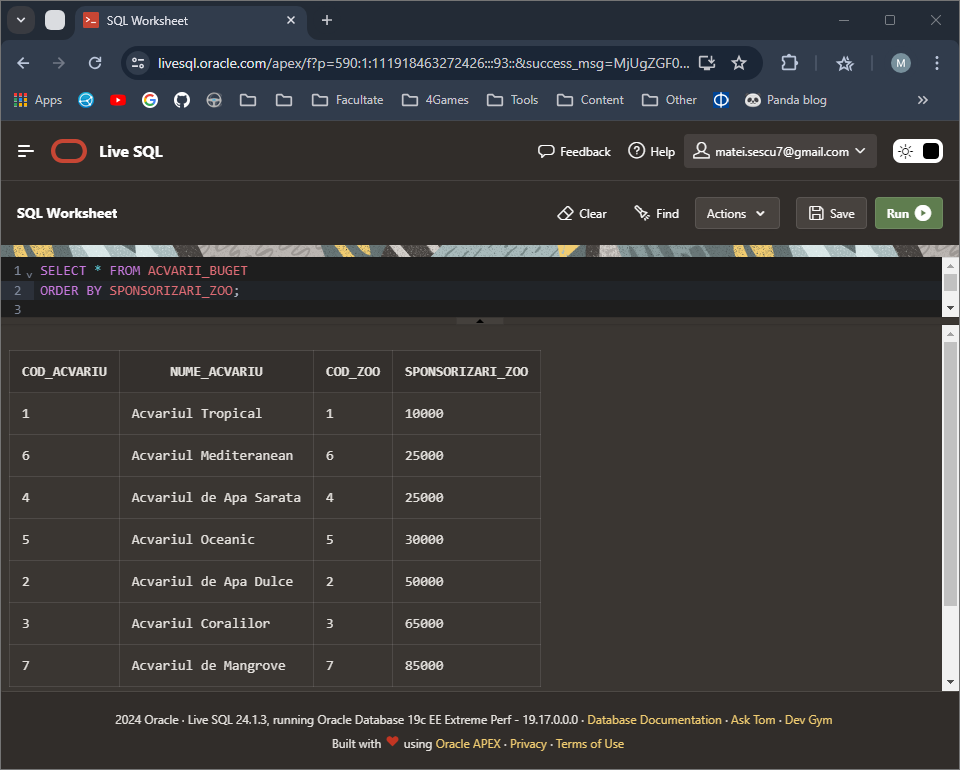 SQL Worksheet
livesql.oracle.com/apex/f?p=590:1:111918463272426:::93::&success_msg=MjUgZGF0...
M
Apps
Facultate
4Games
Tools
Content
Other
Panda blog
Live SQL
Feedback
Help
matei.sescu7@gmail.com
SQL Worksheet
Clear
Find
Actions
Save
Run
1 SELECT * FROM ACVARII_BUGET
2 ORDER BY SPONSORIZARI_ZOO;
3
COD_ACVARIU NUME_ACVARIU COD_ZOO SPONSORIZARI_ZOO
1 Acvariul Tropical 1 10000
6 Acvariul Mediteranean 6 25000
4 Acvariul de Apa Sarata 4 25000
5 Acvariul Oceanic 5 30000
2 Acvariul de Apa Dulce 2 50000
3 Acvariul Coralilor 3 65000
7 Acvariul de Mangrove 7 85000
2024 Oracle · Live SQL 24.1.3, running Oracle Database 19c EE Extreme Perf - 19.17.0.0.0 · Database Documentation · Ask Tom · Dev Gym
Built with ❤ using Oracle APEX · Privacy · Terms of Use